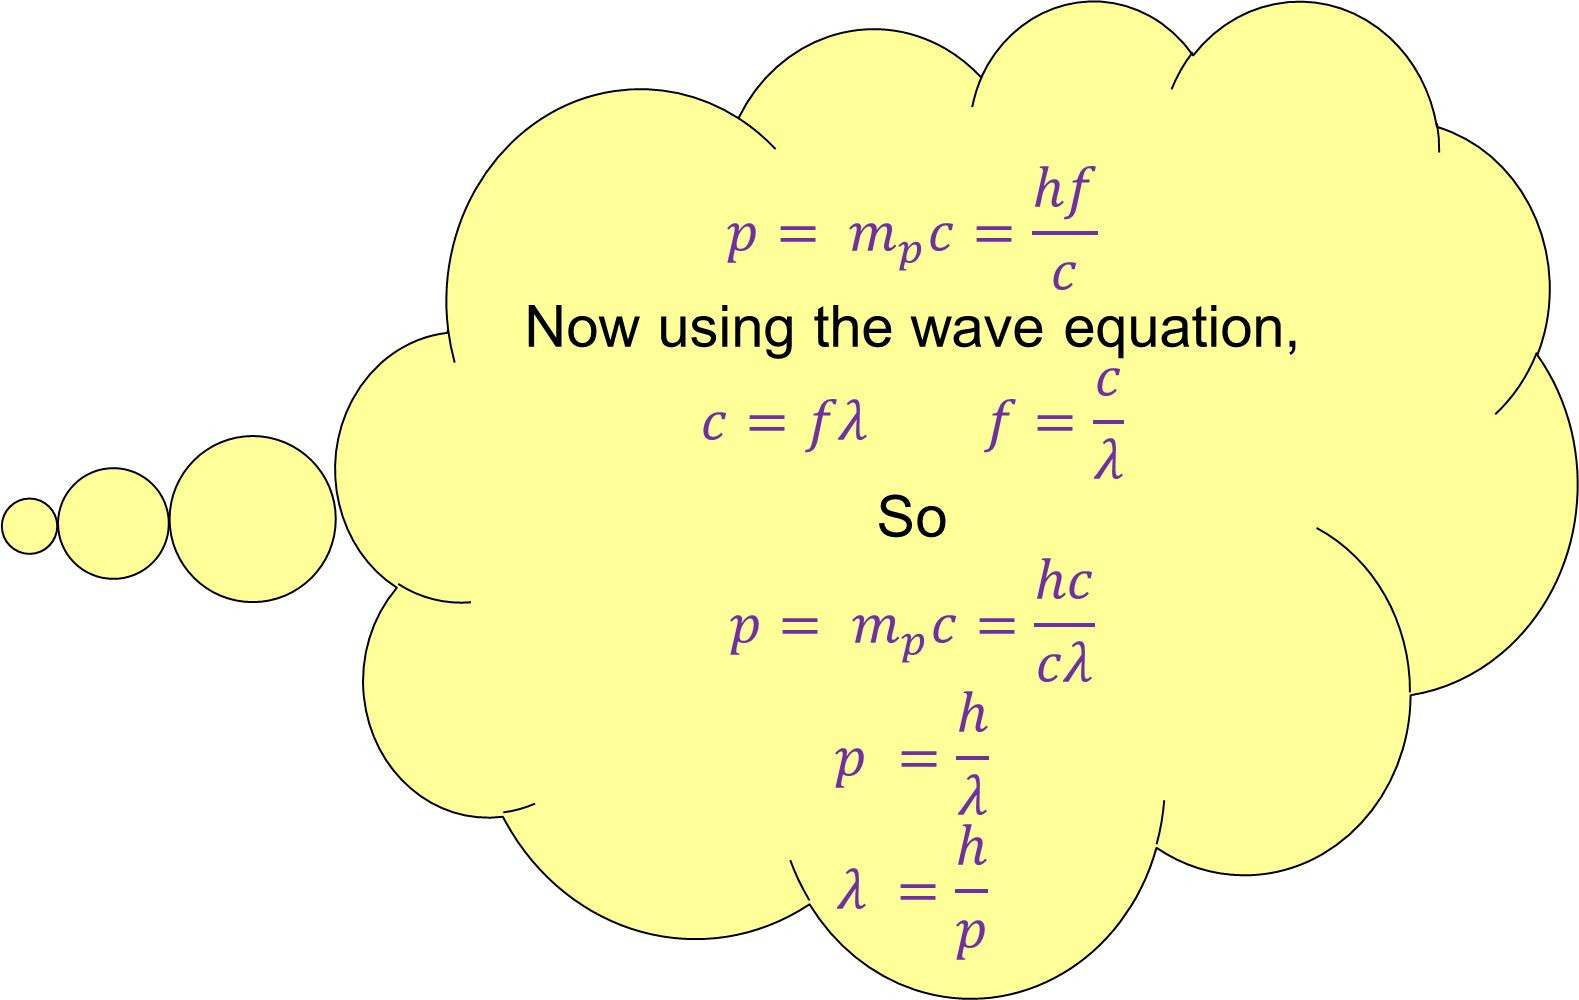 p = m_p c = hf/c
Now using the wave equation,
c = fλ f = c/λ
So
p = m_p c = hc/cλ
p = h/λ
λ = h/p